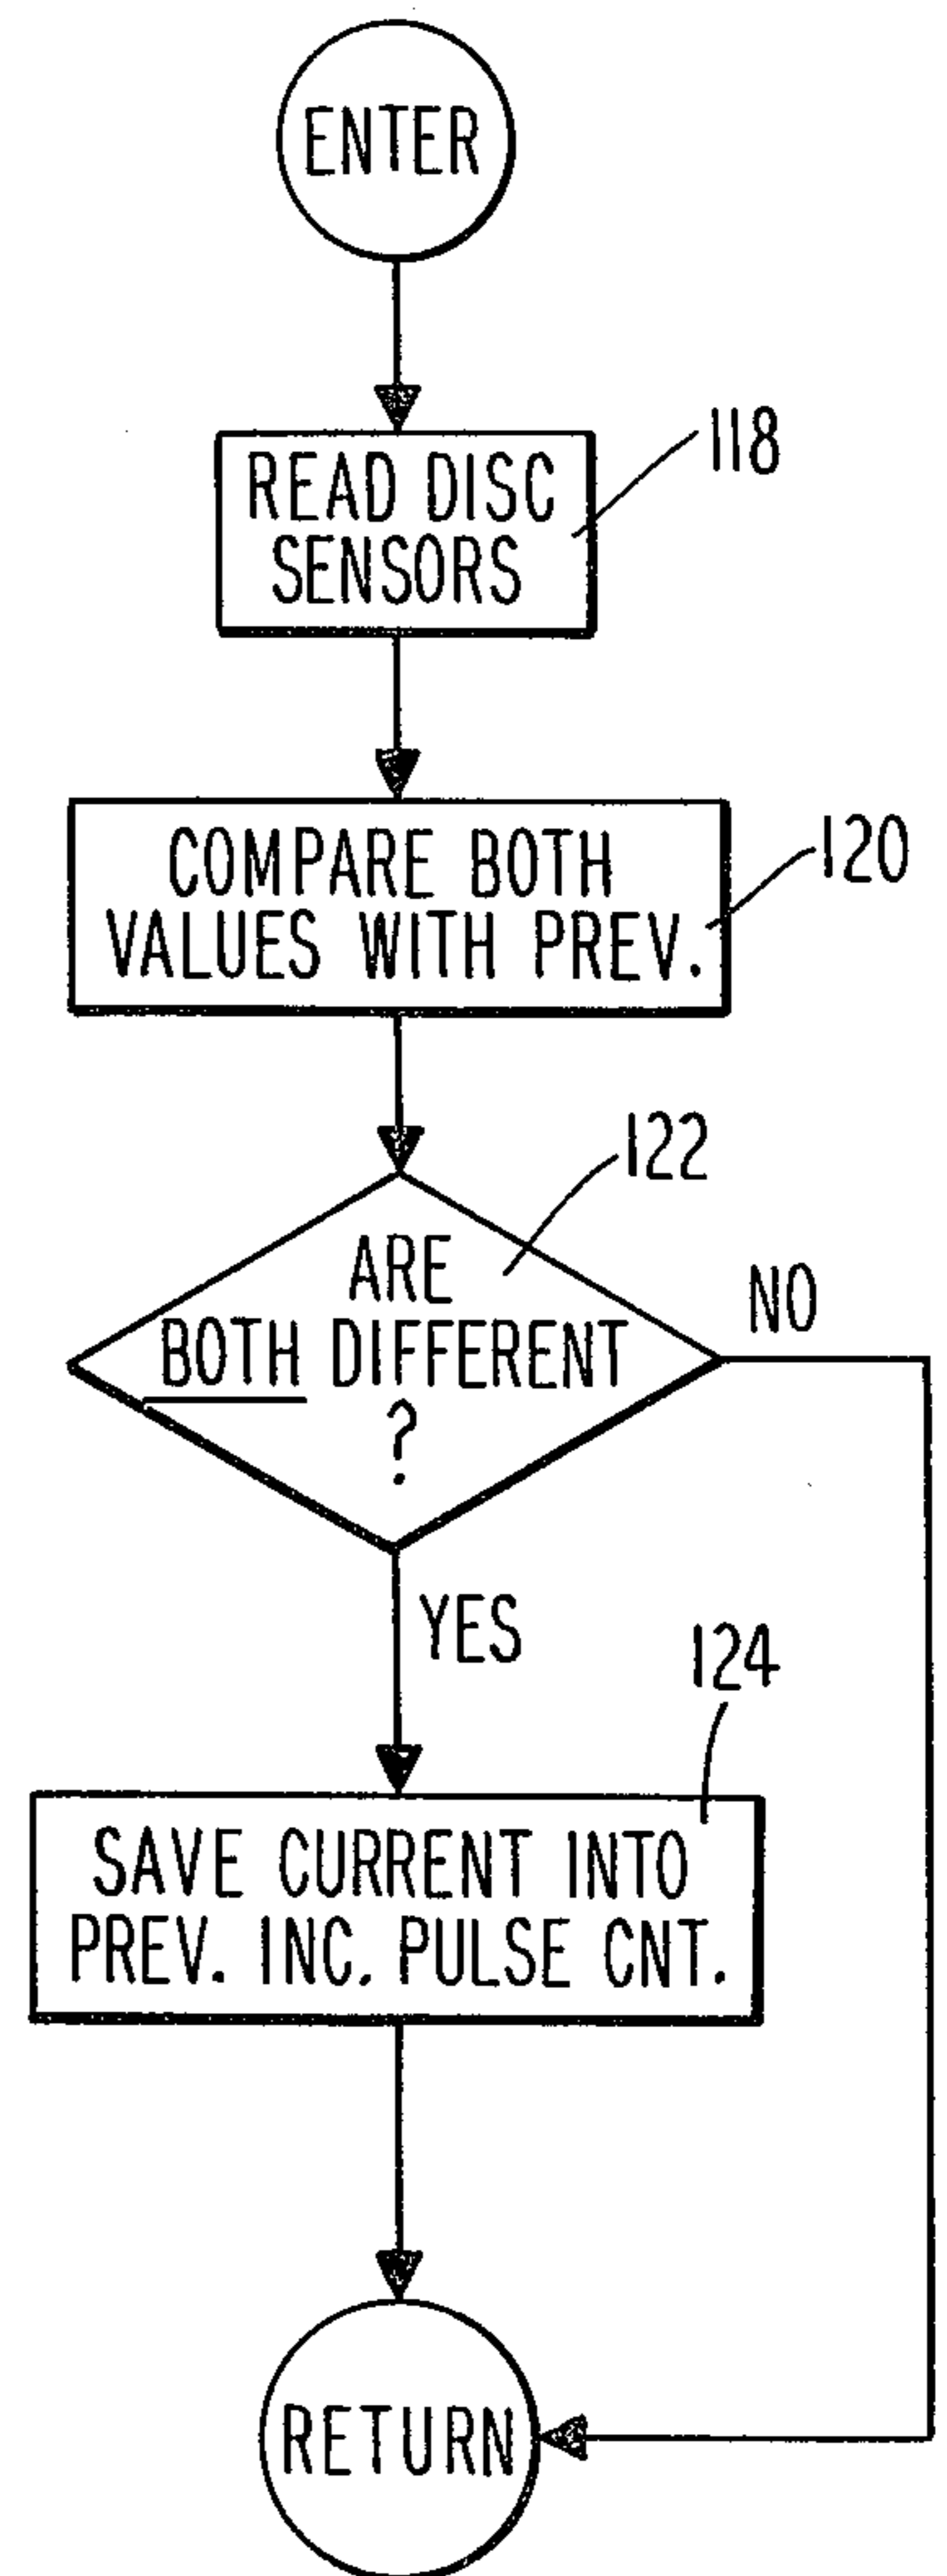 ENTER
READ DISC
SENSORS
118
COMPARE BOTH
VALUES WITH PREV.
120
122
ARE
BOTH DIFFERENT
?
NO
YES
124
SAVE CURRENT INTO
PREV. INC. PULSE CNT.
RETURN